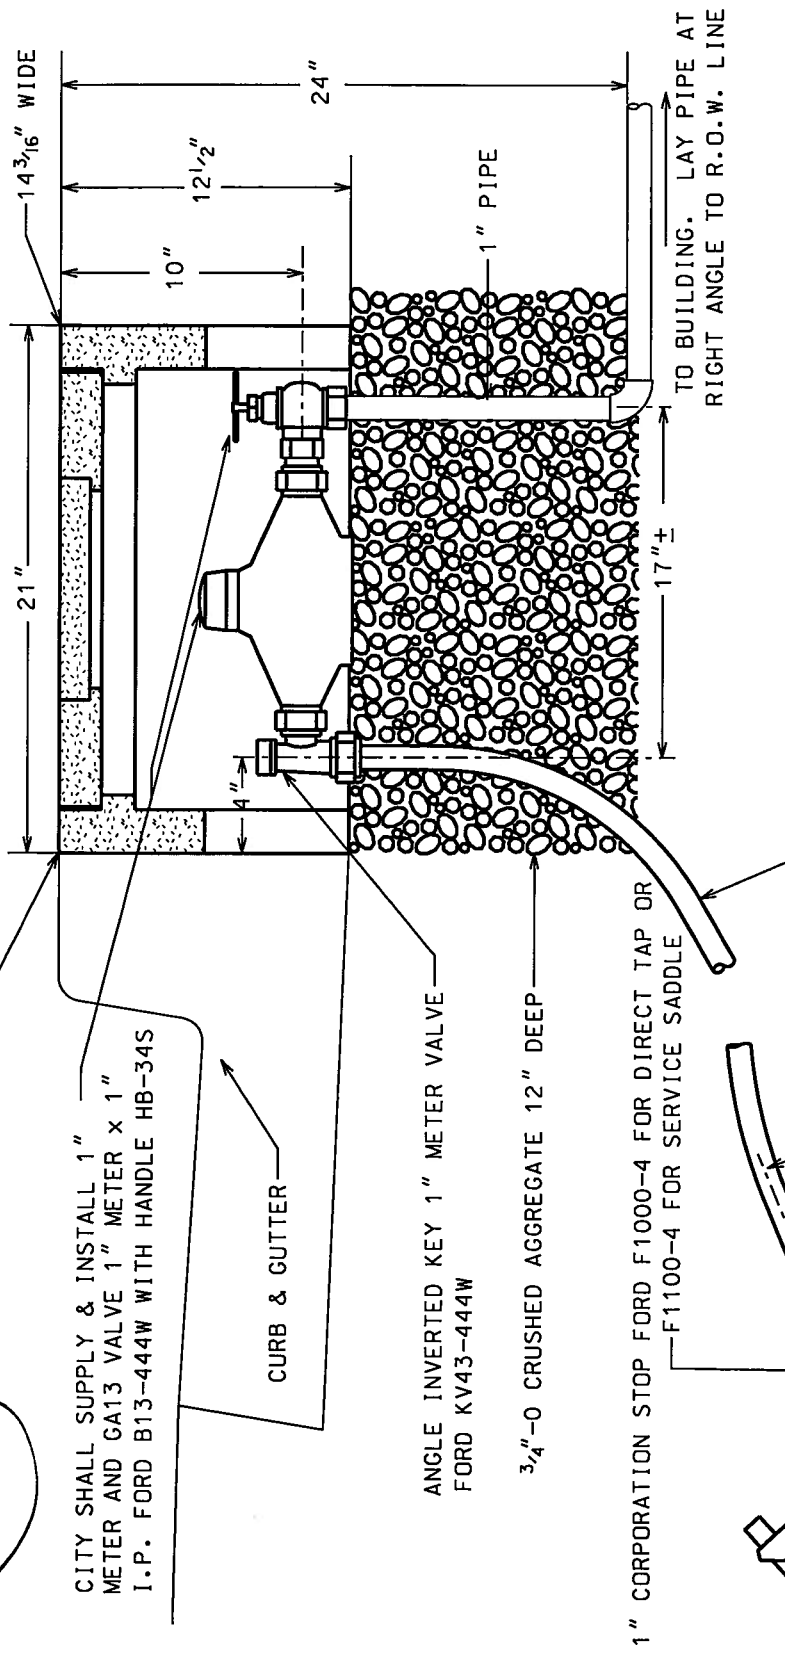 CITY SHALL SUPPLY & INSTALL 1"
METER AND GA13 VALVE 1" METER x 1"
I.P. FORD B13-444W WITH HANDLE HB-34S
21"
14 3/16" WIDE
10"
12 1/2"
24"
4"
CURB & GUTTER
ANGLE INVERTED KEY 1" METER VALVE
FORD KV43-444W
3/4"-O CRUSHED AGGREGATE 12" DEEP
1" PIPE
17"±
TO BUILDING. LAY PIPE AT
RIGHT ANGLE TO R.O.W. LINE
1" CORPORATION STOP FORD F1000-4 FOR DIRECT TAP OR
F1100-4 FOR SERVICE SADDLE